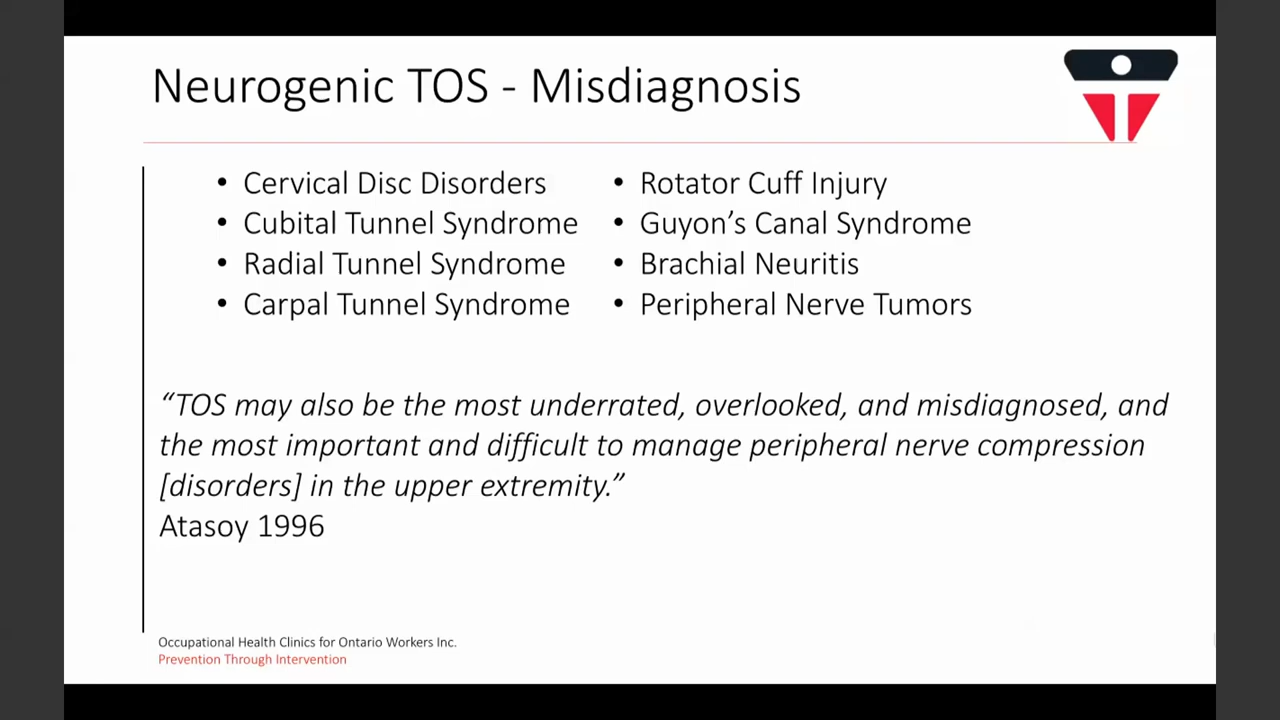 Neurogenic TOS - Misdiagnosis
• Cervical Disc Disorders
• Cubital Tunnel Syndrome
• Radial Tunnel Syndrome
• Carpal Tunnel Syndrome
• Rotator Cuff Injury
• Guyon’s Canal Syndrome
• Brachial Neuritis
• Peripheral Nerve Tumors
“TOS may also be the most underrated, overlooked, and misdiagnosed, and
the most important and difficult to manage peripheral nerve compression
[disorders] in the upper extremity.”
Atasoy 1996
Occupational Health Clinics for Ontario Workers Inc.
Prevention Through Intervention